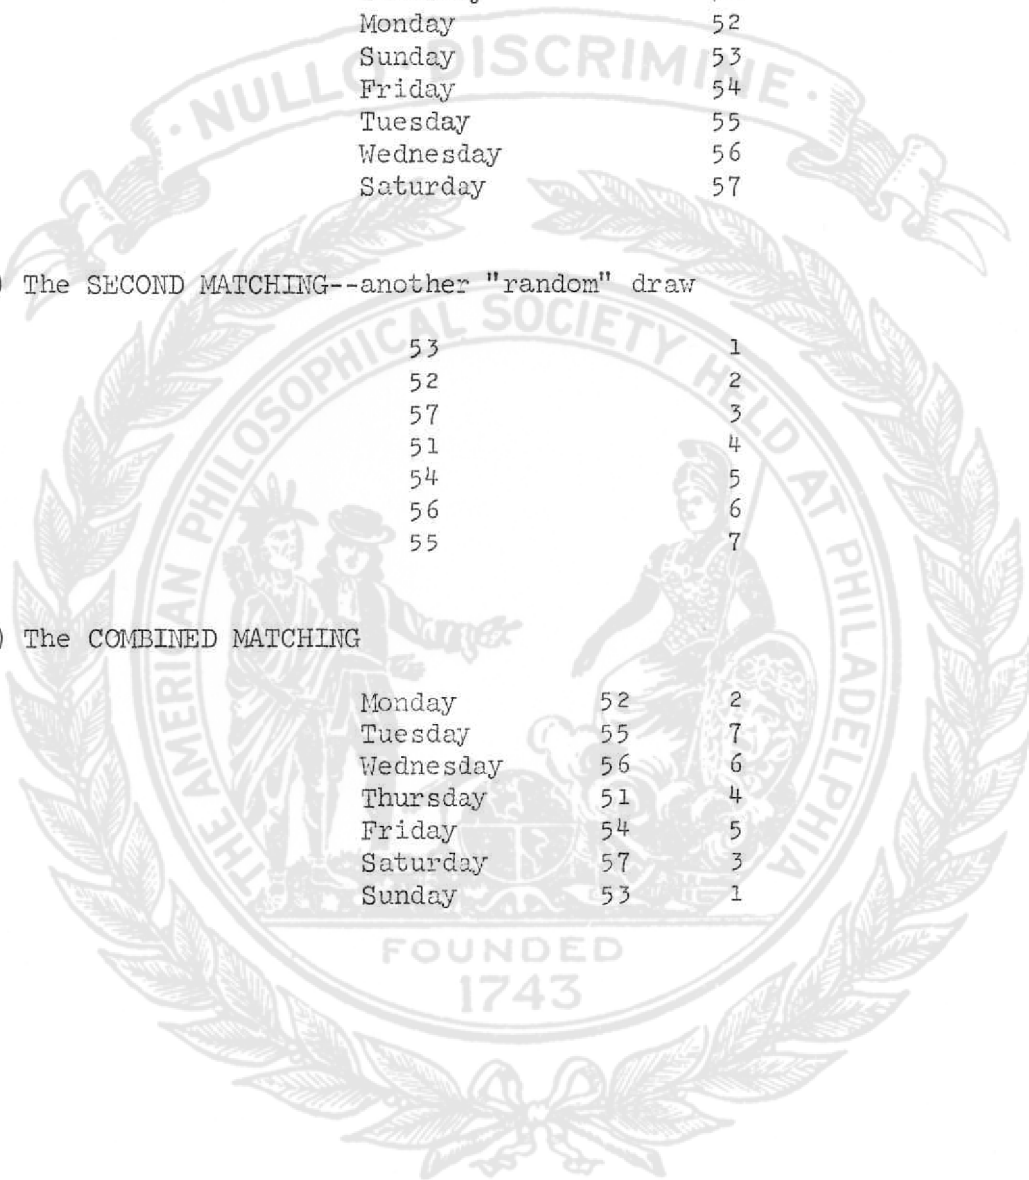 Monday 52
Sunday 53
Friday 54
Tuesday 55
Wednesday 56
Saturday 57
) The SECOND MATCHING--another "random" draw
53 1
52 2
57 3
51 4
54 5
56 6
55 7
) The COMBINED MATCHING
Monday 52 2
Tuesday 55 7
Wednesday 56 6
Thursday 51 4
Friday 54 5
Saturday 57 3
Sunday 53 1
· NULLO · DISCRIMINE ·
THE AMERICAN PHILOSOPHICAL SOCIETY HELD AT PHILADELPHIA
FOUNDED
1743